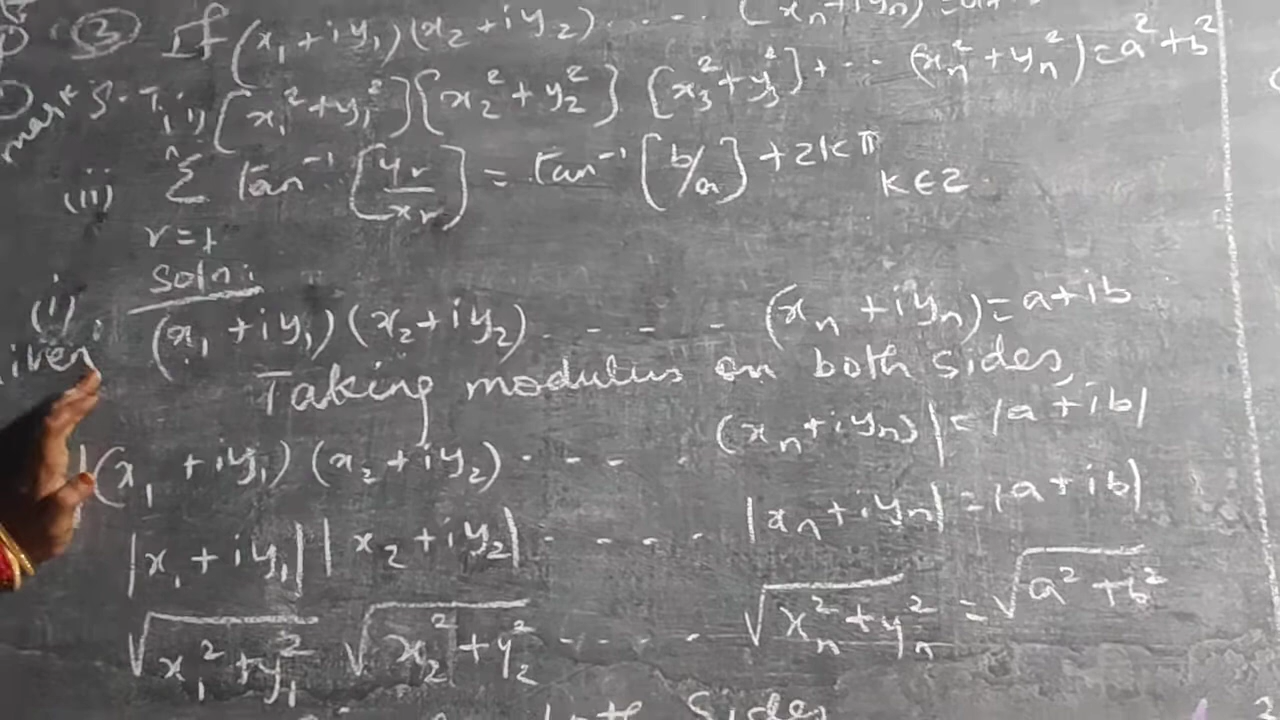 ③ If (x₁+iy₁)(x₂+iy₂)..... (xₙ+iyₙ)=
mark S.T i) [x₁²+y₁²][x₂²+y₂²] [x₃²+y₃²]+... (xₙ²+yₙ²)=a²+b²
(ii) n Σ r=1 tan⁻¹ [yr/xr] = tan⁻¹ [b/a]+2kπ k∈Z
Soln:
(i)
iven: (x₁+iy₁)(x₂+iy₂) - - - - (xₙ+iyₙ)=a+ib
Taking modulus on both sides,
|(x₁+iy₁)(x₂+iy₂) - - - . (xₙ+iyₙ)|=|a+ib|
|x₁+iy₁||x₂+iy₂| - - - - |xₙ+iyₙ|=|a+ib|
√x₁²+y₁² √x₂²+y₂² - - - . √xₙ²+yₙ² =√a²+b²
Sides